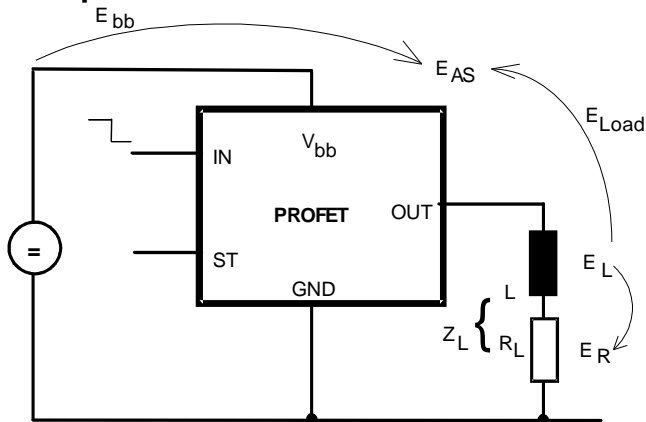 E bb
E AS
E Load
V bb
IN
PROFET
OUT
=
ST
GND
E L
L
Z L { R L
E R